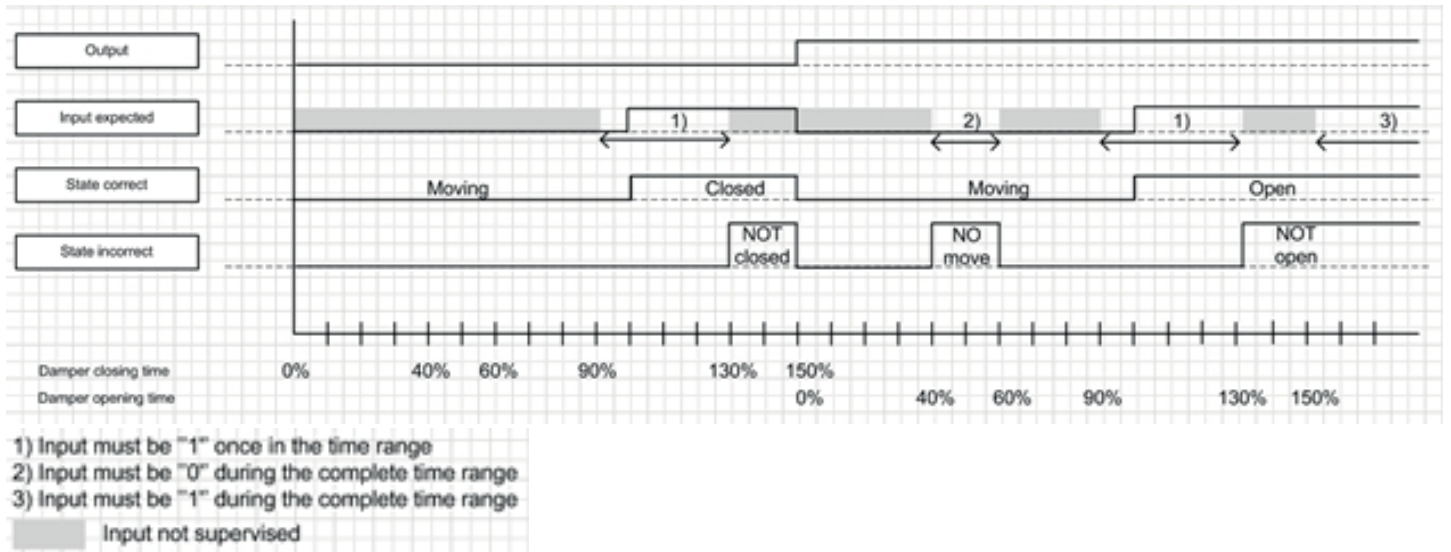 Output
Input expected
1)
2)
1)
3)
State correct
Moving
Closed
Moving
Open
State incorrect
NOT
closed
NO
move
NOT
open
Damper closing time
0%
40%
60%
90%
130%
150%
Damper opening time
0%
40%
60%
90%
130%
150%
1) Input must be "1" once in the time range
2) Input must be "0" during the complete time range
3) Input must be "1" during the complete time range
Input not supervised